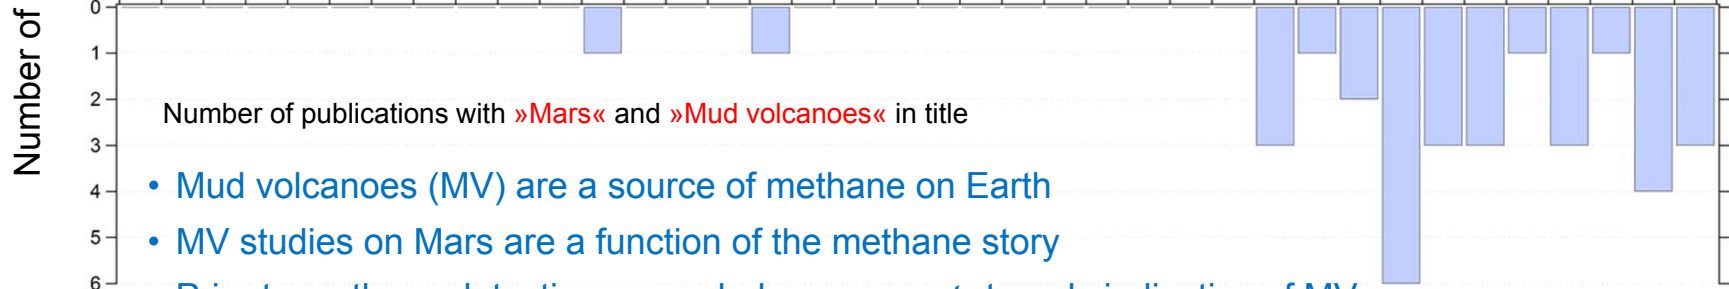 Number of
0
1
2
3
4
5
6
Number of publications with »Mars« and »Mud volcanoes« in title
• Mud volcanoes (MV) are a source of methane on Earth
• MV studies on Mars are a function of the methane story
of MV